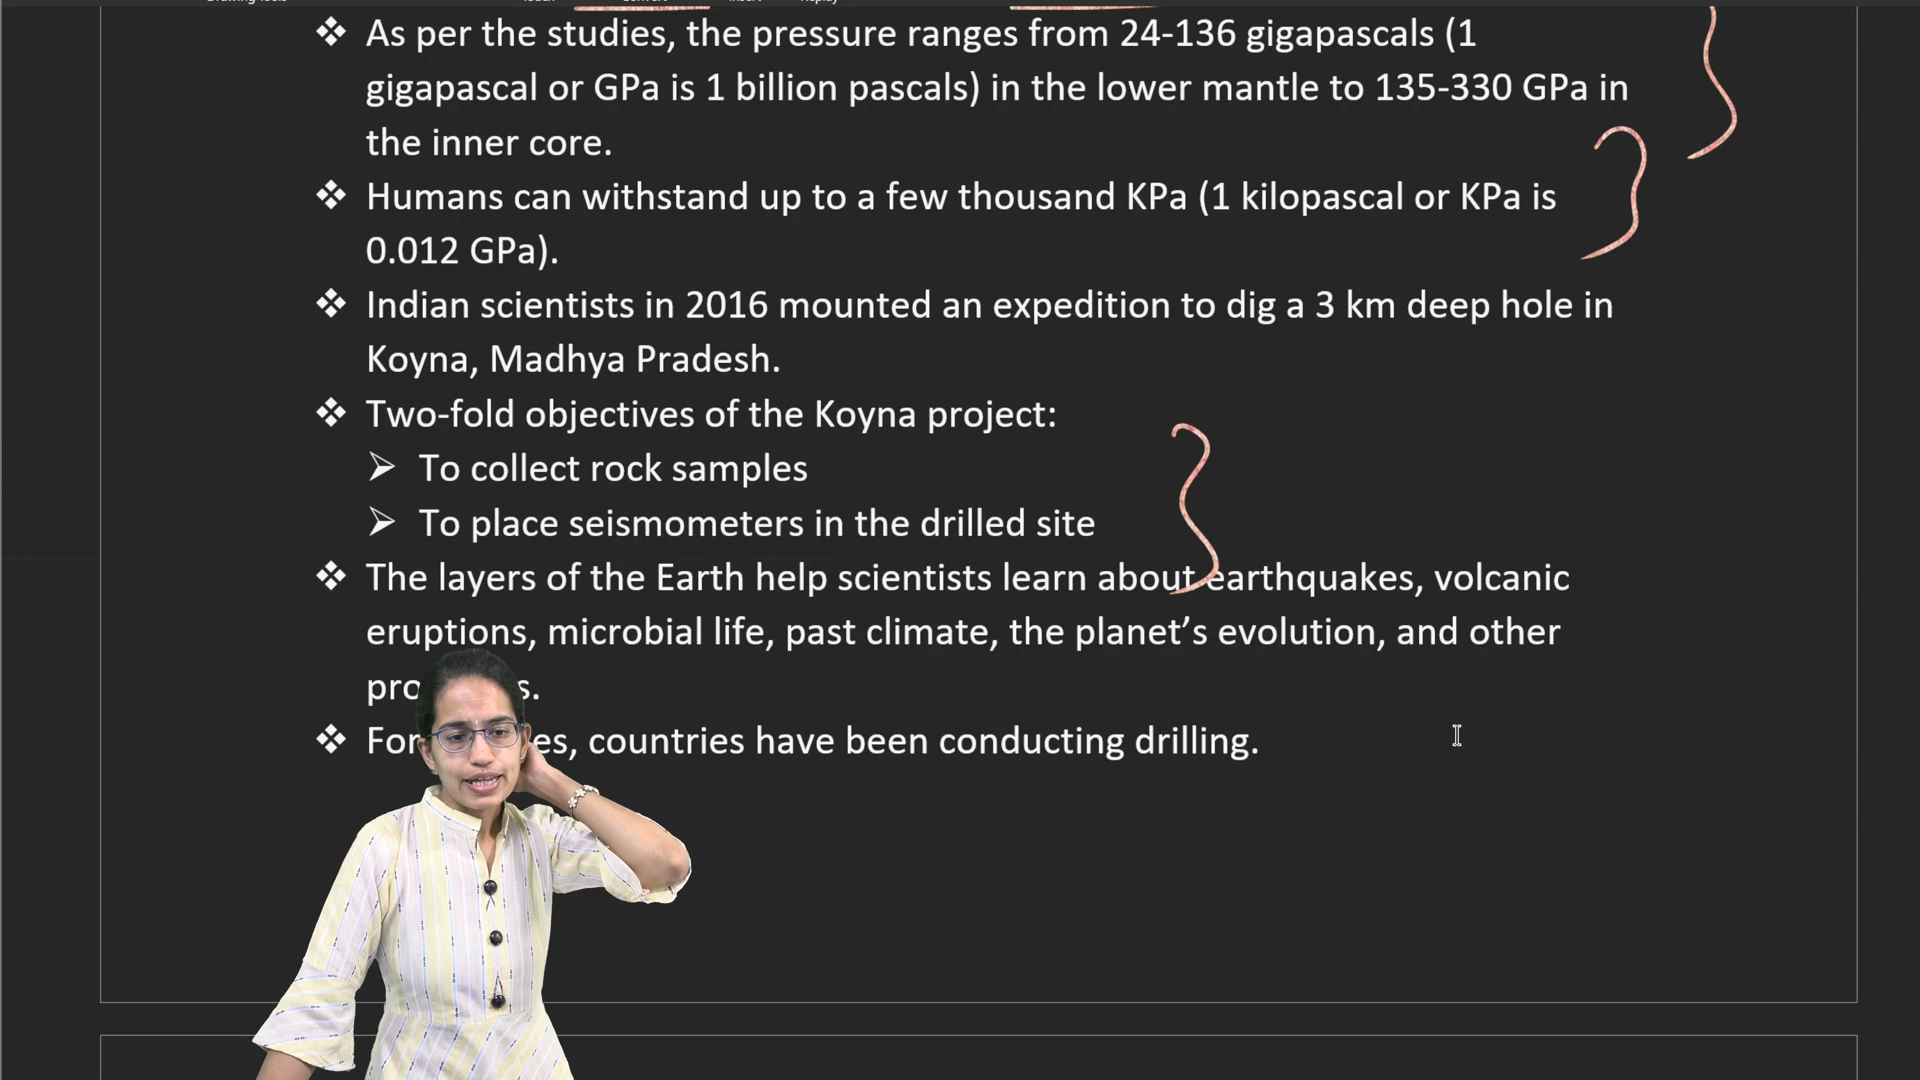 ❖ As per the studies, the pressure ranges from 24-136 gigapascals (1
gigapascal or GPa is 1 billion pascals) in the lower mantle to 135-330 GPa in
the inner core.
❖ Humans can withstand up to a few thousand KPa (1 kilopascal or KPa is
0.012 GPa).
❖ Indian scientists in 2016 mounted an expedition to dig a 3 km deep hole in
Koyna, Madhya Pradesh.
❖ Two-fold objectives of the Koyna project:
➢ To collect rock samples
➢ To place seismometers in the drilled site
❖ The layers of the Earth help scientists learn about earthquakes, volcanic
eruptions, microbial life, past climate, the planet’s evolution, and other
❖ countries have been conducting drilling.